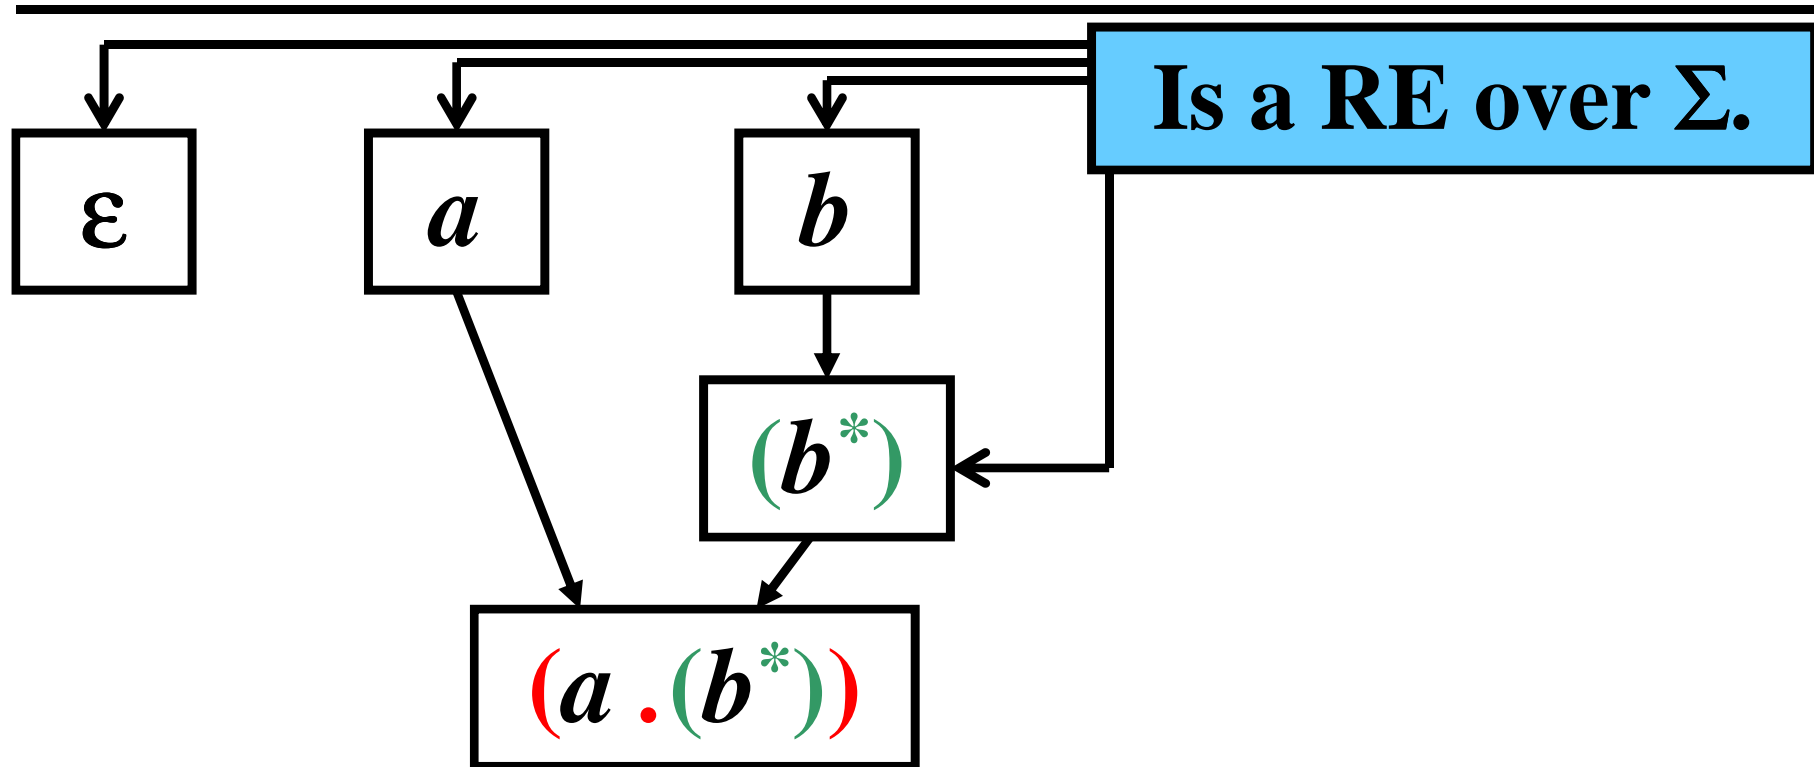 Is a RE over Σ.
ε
a
b
(b*)
(a . (b*))